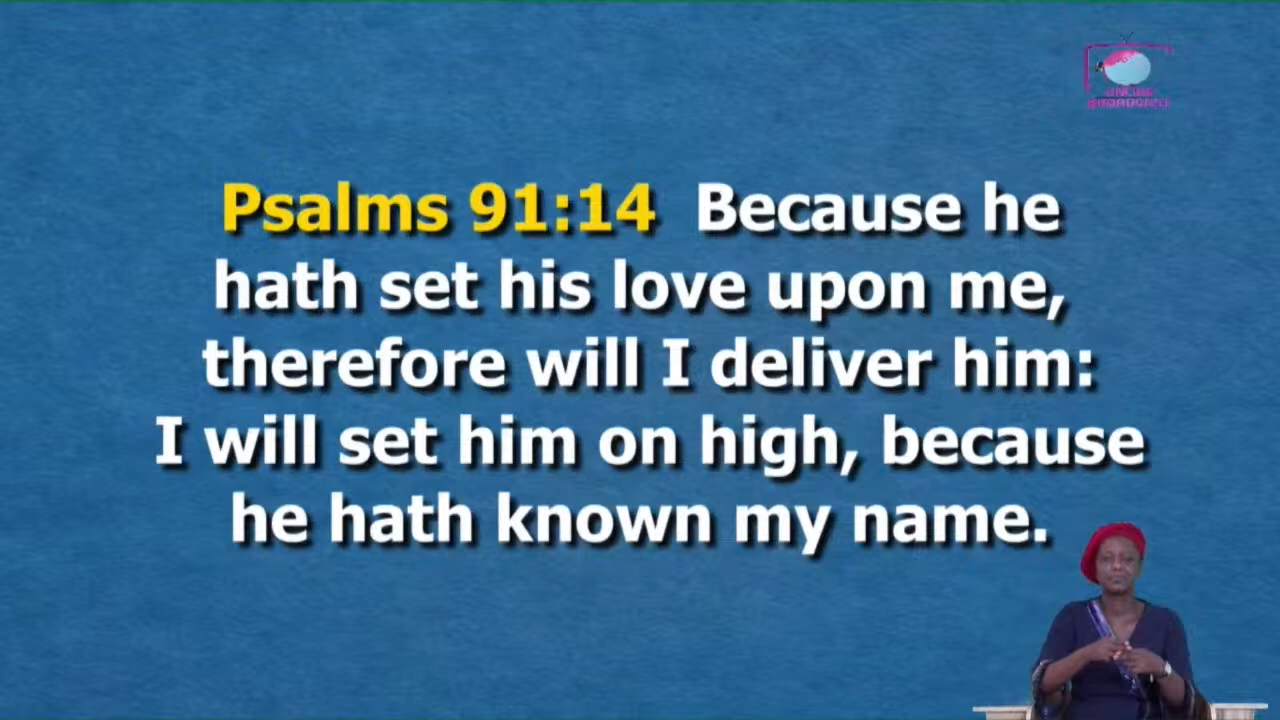 Psalms 91:14 Because he
hath set his love upon me,
therefore will I deliver him:
I will set him on high, because
he hath known my name.